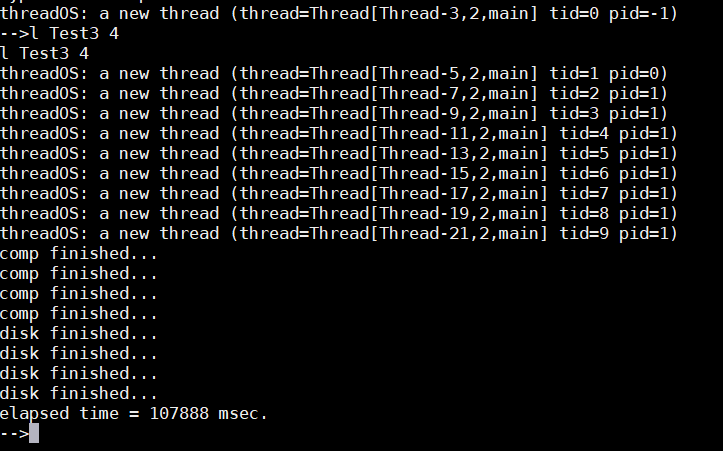 threadOS: a new thread (thread=Thread[Thread-3,2,main] tid=0 pid=-1)
-->l Test3 4
l Test3 4
threadOS: a new thread (thread=Thread[Thread-5,2,main] tid=1 pid=0)
threadOS: a new thread (thread=Thread[Thread-7,2,main] tid=2 pid=1)
threadOS: a new thread (thread=Thread[Thread-9,2,main] tid=3 pid=1)
threadOS: a new thread (thread=Thread[Thread-11,2,main] tid=4 pid=1)
threadOS: a new thread (thread=Thread[Thread-13,2,main] tid=5 pid=1)
threadOS: a new thread (thread=Thread[Thread-15,2,main] tid=6 pid=1)
threadOS: a new thread (thread=Thread[Thread-17,2,main] tid=7 pid=1)
threadOS: a new thread (thread=Thread[Thread-19,2,main] tid=8 pid=1)
threadOS: a new thread (thread=Thread[Thread-21,2,main] tid=9 pid=1)
comp finished...
comp finished...
comp finished...
comp finished...
disk finished...
disk finished...
disk finished...
disk finished...
elapsed time = 107888 msec.
-->